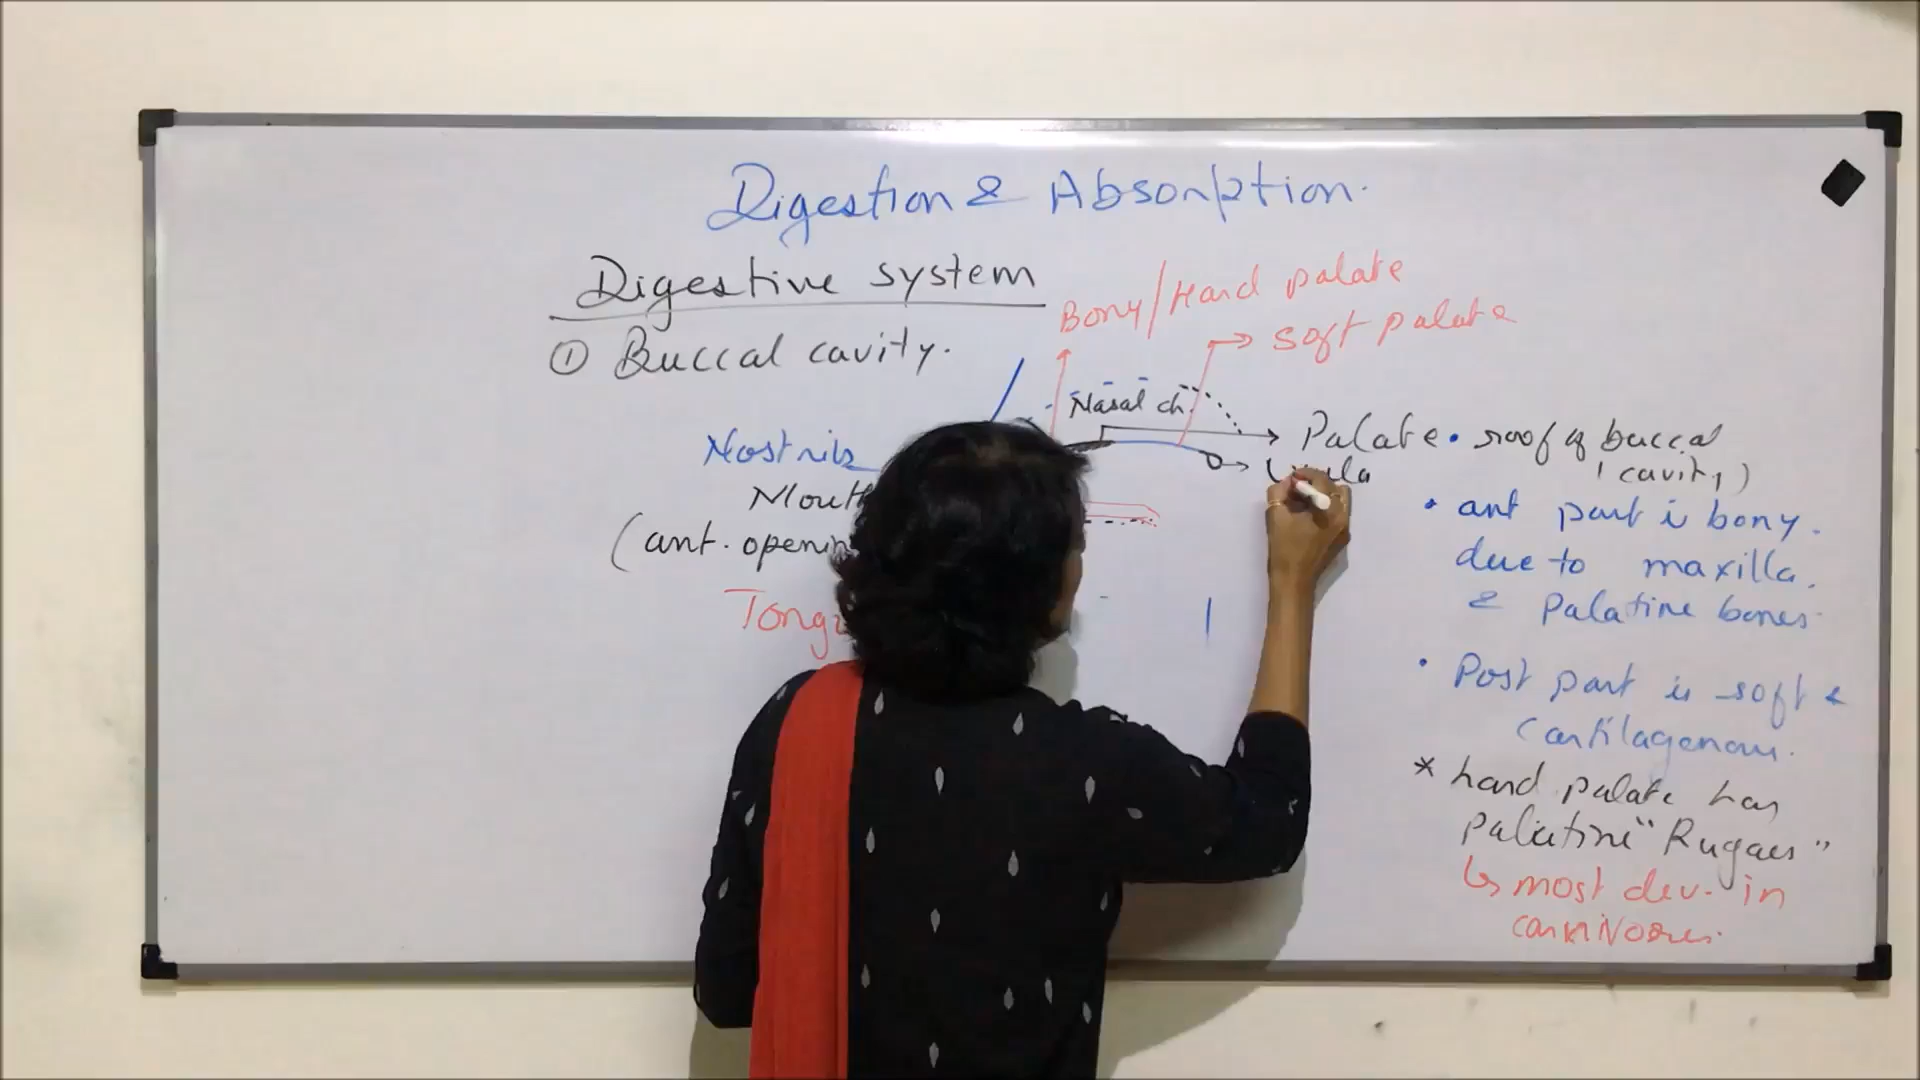 Digestion & Absorption.
Digestive system
① Buccal cavity.
Bony/Hard palate
soft palate
Nasal ch.
Nostrils
Palate • roof of buccal
(cavity)
Mouth
(ant. openin
• ant part is bony.
due to maxilla.
& Palatine bones
Tong
• Post part is soft &
Cartilagenous.
* hard palate has
palatine "Rugaes"
↳ most dev. in
carnivores.